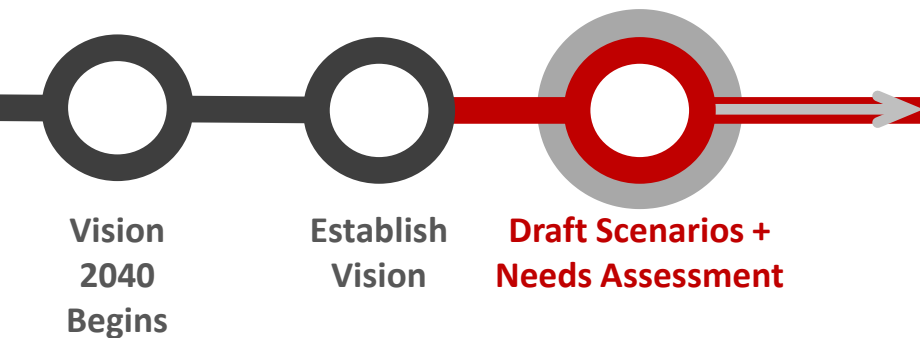 Vision
2040
Begins
Establish
Vision
Draft Scenarios +
Needs Assessment